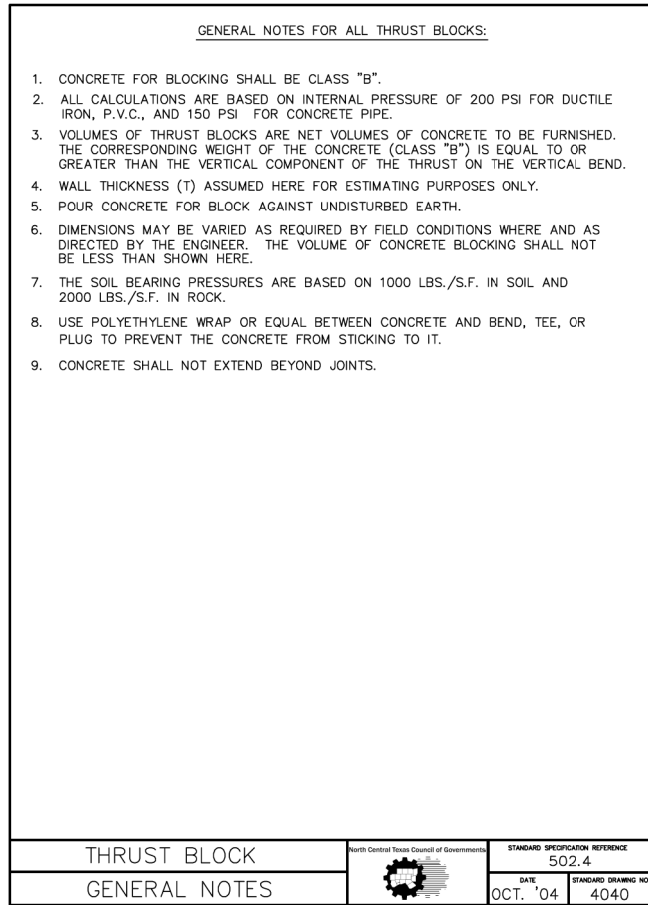 GENERAL NOTES FOR ALL THRUST BLOCKS:
1. CONCRETE FOR BLOCKING SHALL BE CLASS "B".
2. ALL CALCULATIONS ARE BASED ON INTERNAL PRESSURE OF 200 PSI FOR DUCTILE
IRON, P.V.C., AND 150 PSI FOR CONCRETE PIPE.
3. VOLUMES OF THRUST BLOCKS ARE NET VOLUMES OF CONCRETE TO BE FURNISHED.
THE CORRESPONDING WEIGHT OF THE CONCRETE (CLASS "B") IS EQUAL TO OR
GREATER THAN THE VERTICAL COMPONENT OF THE THRUST ON THE VERTICAL BEND.
4. WALL THICKNESS (T) ASSUMED HERE FOR ESTIMATING PURPOSES ONLY.
5. POUR CONCRETE FOR BLOCK AGAINST UNDISTURBED EARTH.
6. DIMENSIONS MAY BE VARIED AS REQUIRED BY FIELD CONDITIONS WHERE AND AS
DIRECTED BY THE ENGINEER. THE VOLUME OF CONCRETE BLOCKING SHALL NOT
BE LESS THAN SHOWN HERE.
7. THE SOIL BEARING PRESSURES ARE BASED ON 1000 LBS./S.F. IN SOIL AND
2000 LBS./S.F. IN ROCK.
8. USE POLYETHYLENE WRAP OR EQUAL BETWEEN CONCRETE AND BEND, TEE, OR
PLUG TO PREVENT THE CONCRETE FROM STICKING TO IT.
9. CONCRETE SHALL NOT EXTEND BEYOND JOINTS.
THRUST BLOCK
GENERAL NOTES
North Central Texas Council of Governments
STANDARD SPECIFICATION REFERENCE
502.4
DATE
OCT. '04
STANDARD DRAWING NO
4040